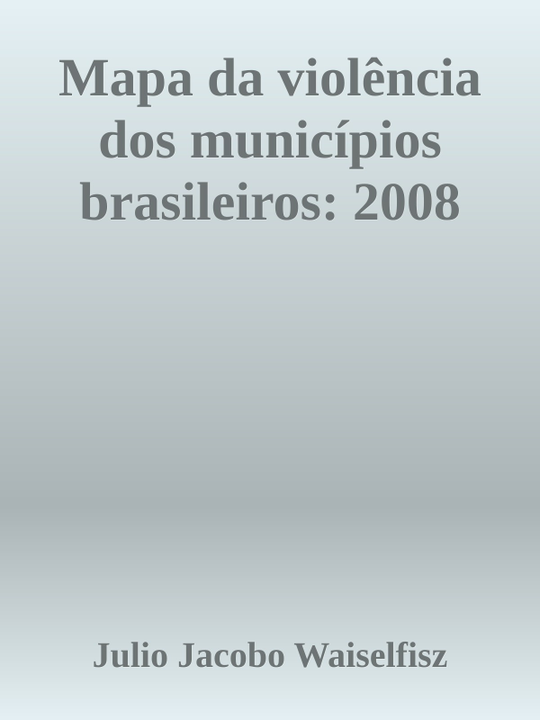 Mapa da violência
dos municípios
brasileiros: 2008
Julio Jacobo Waiselfisz